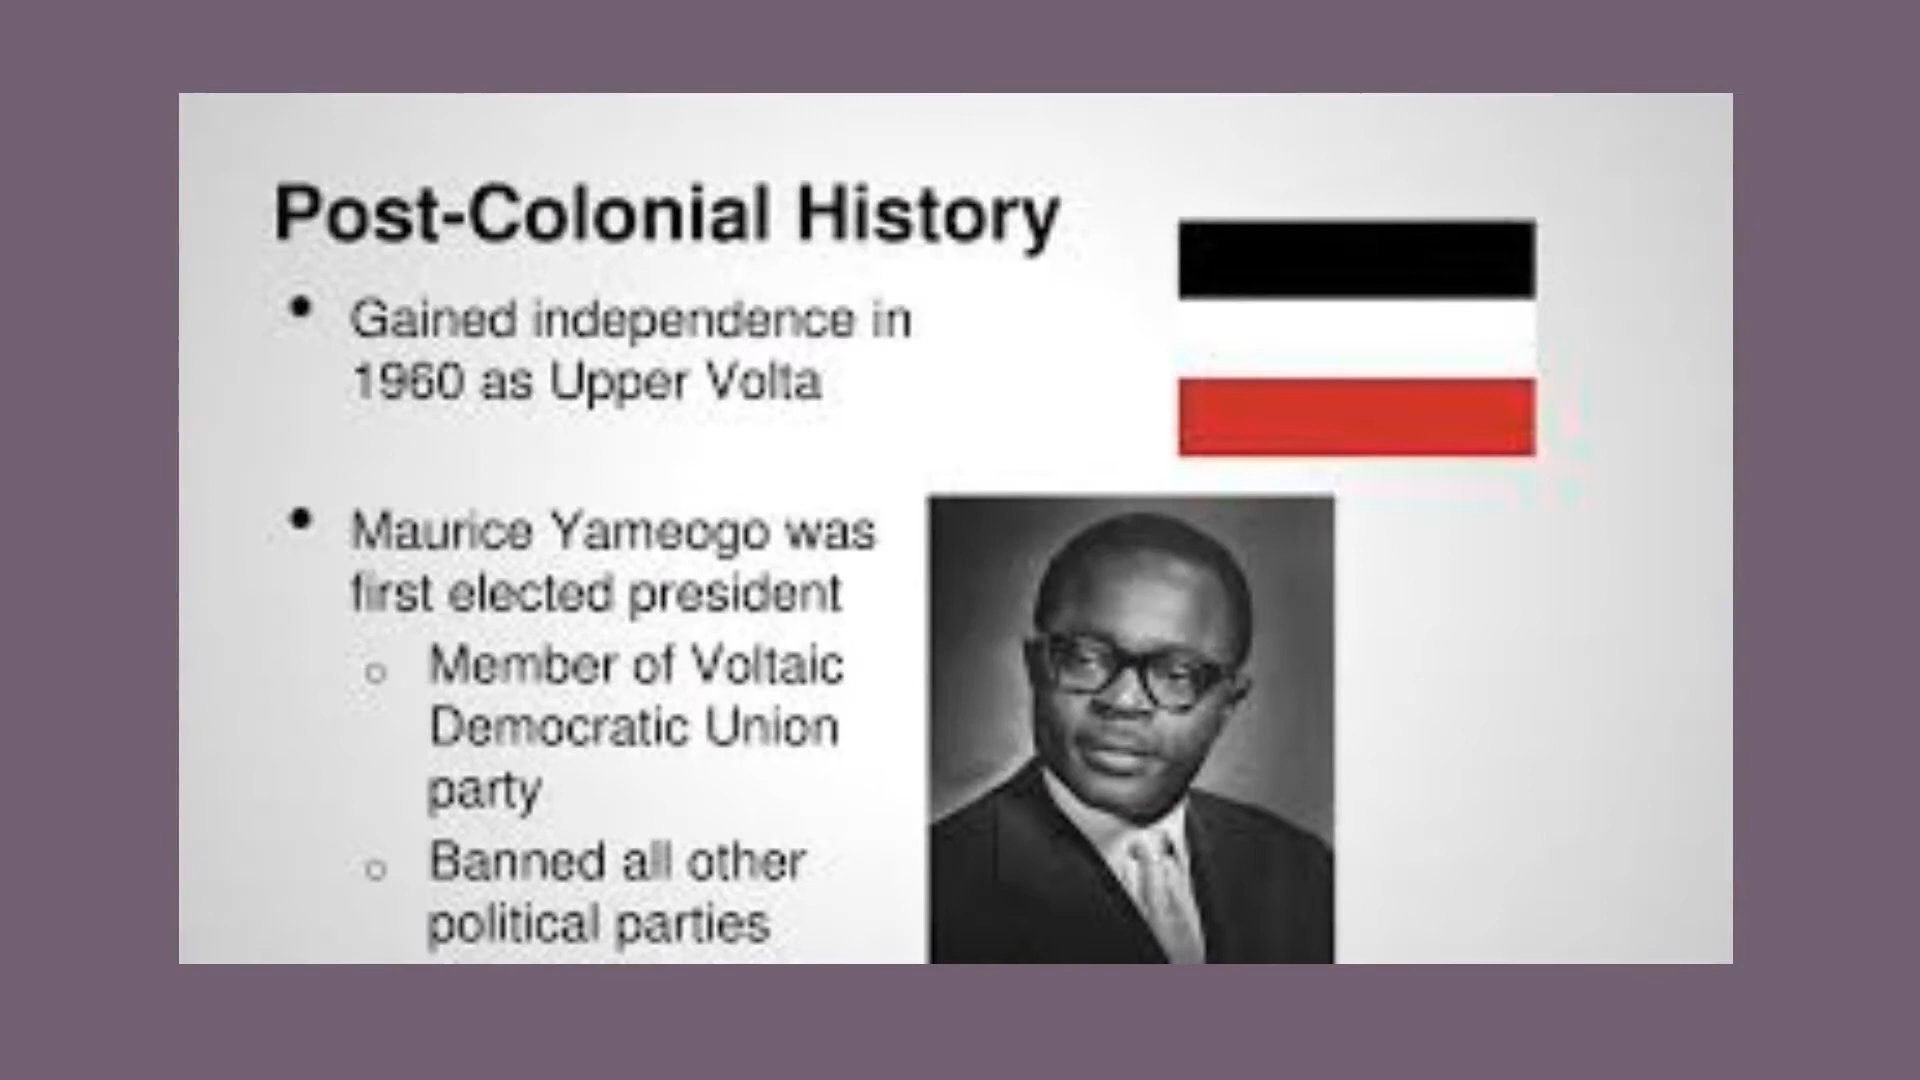 Post-Colonial History
Gained independence in
1960 as Upper Volta
Maurice Yameogo was
first elected president
Member of Voltaic
Democratic Union
party
Banned all other
political parties